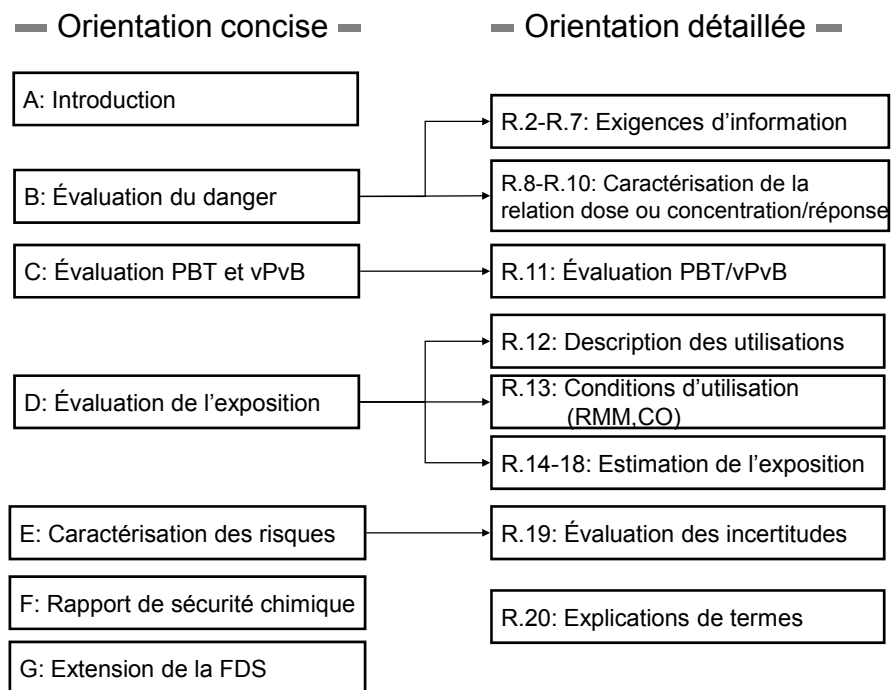 Orientation concise
Orientation détaillée
A: Introduction
B: Évaluation du danger
C: Évaluation PBT et vPvB
D: Évaluation de l’exposition
E: Caractérisation des risques
F: Rapport de sécurité chimique
G: Extension de la FDS
R.2-R.7: Exigences d’information
R.8-R.10: Caractérisation de la
relation dose ou concentration/réponse
R.11: Évaluation PBT/vPvB
R.12: Description des utilisations
R.13: Conditions d’utilisation
(RMM,CO)
R.14-18: Estimation de l’exposition
R.19: Évaluation des incertitudes
R.20: Explications de termes